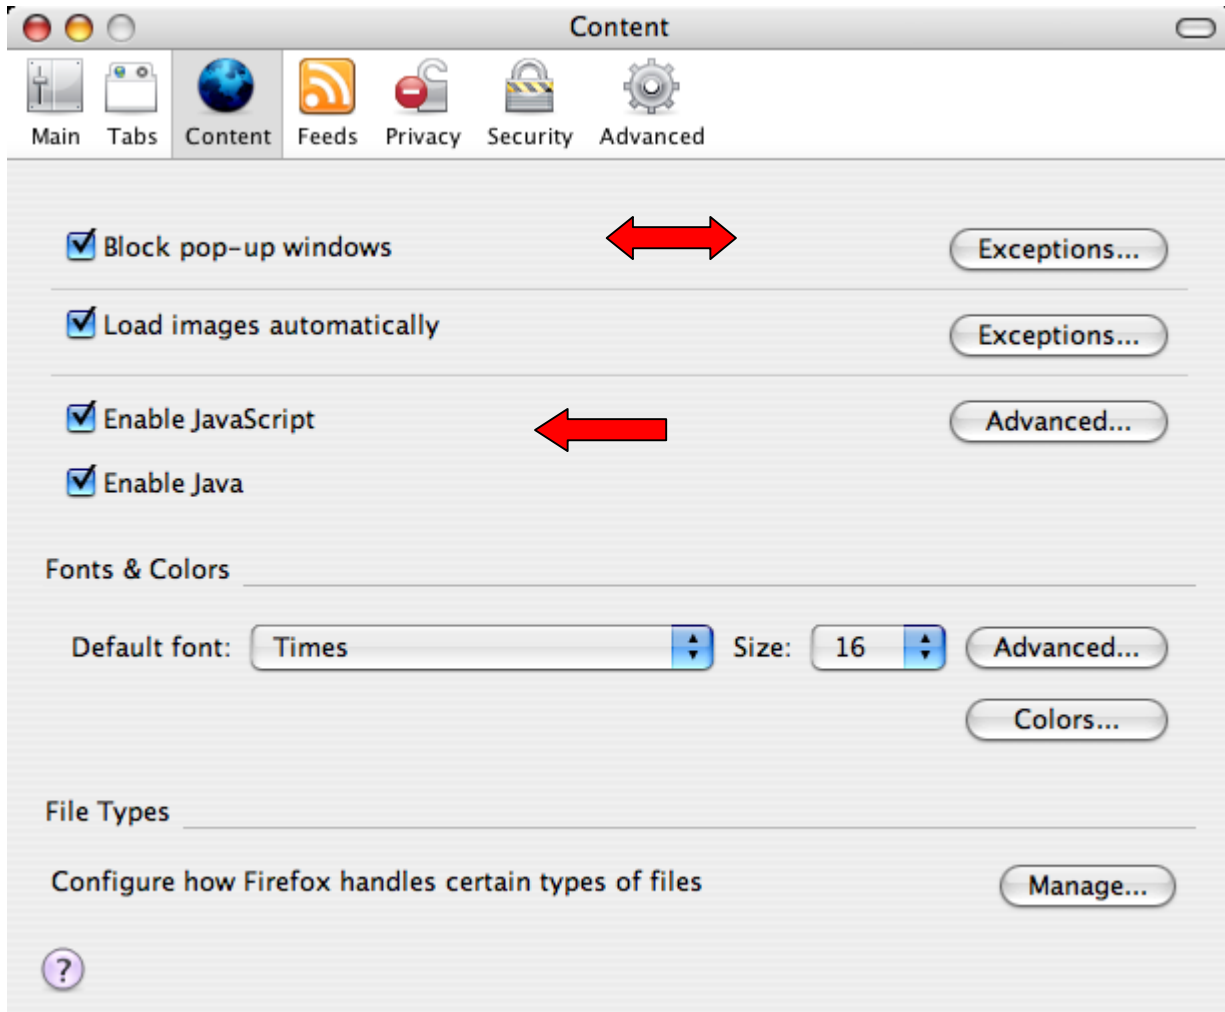 Content
Main Tabs Content Feeds Privacy Security Advanced
Block pop-up windows Exceptions...
Load images automatically Exceptions...
Enable JavaScript Advanced...
Enable Java
Fonts & Colors
Default font: Times Size: 16 Advanced...
Colors...
File Types
Configure how Firefox handles certain types of files Manage...
?